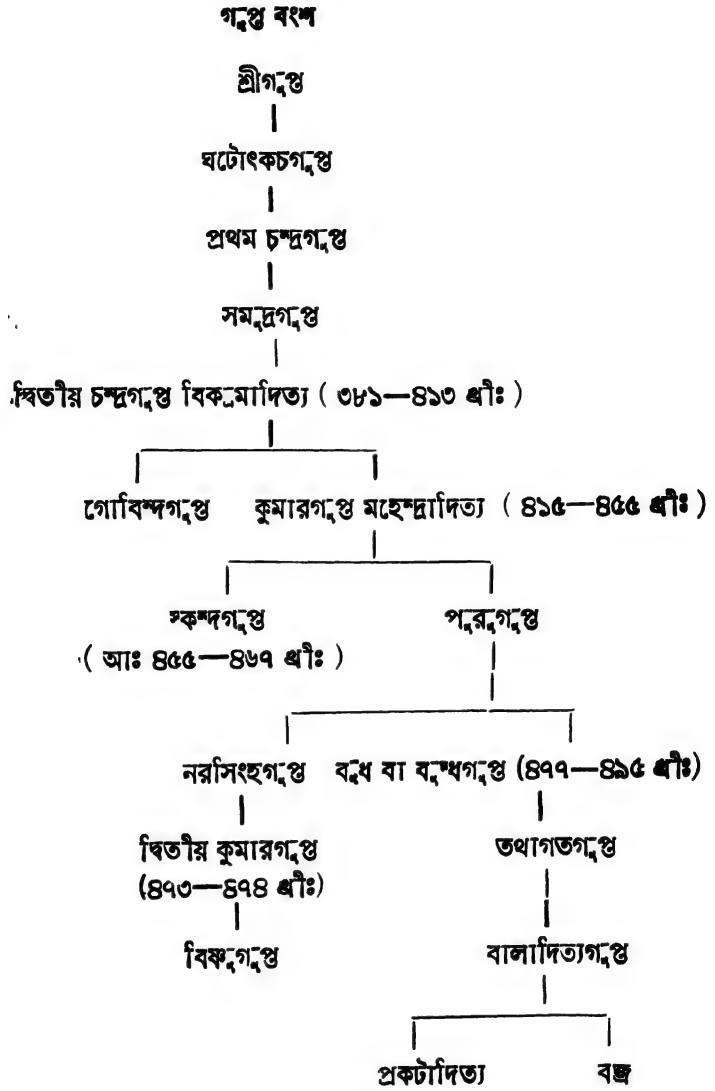 গুপ্ত বংশ
শ্রীগুপ্ত
ঘটোৎকচগুপ্ত
প্রথম চন্দ্রগুপ্ত
সমুদ্রগুপ্ত
দ্বিতীয় চন্দ্রগুপ্ত বিক্রমাদিত্য ( ৩৮১—৪১৩ খ্রীঃ )
গোবিন্দগুপ্ত কুমারগুপ্ত মহেন্দ্রাদিত্য ( ৪১৫—৪৫৫ খ্রীঃ )
স্কন্দগুপ্ত পুরুগুপ্ত
( আঃ ৪৫৫—৪৬৭ খ্রীঃ )
নরসিংহগুপ্ত বুধ বা বুন্ধগুপ্ত (৪৭৭—৪৯৫ খ্রীঃ)
দ্বিতীয় কুমারগুপ্ত তথাগতগুপ্ত
(৪৭৩—৪৭৪ খ্রীঃ)
বিষ্ণুগুপ্ত বালাদিত্যগুপ্ত
প্রকটাদিত্য বজ্র